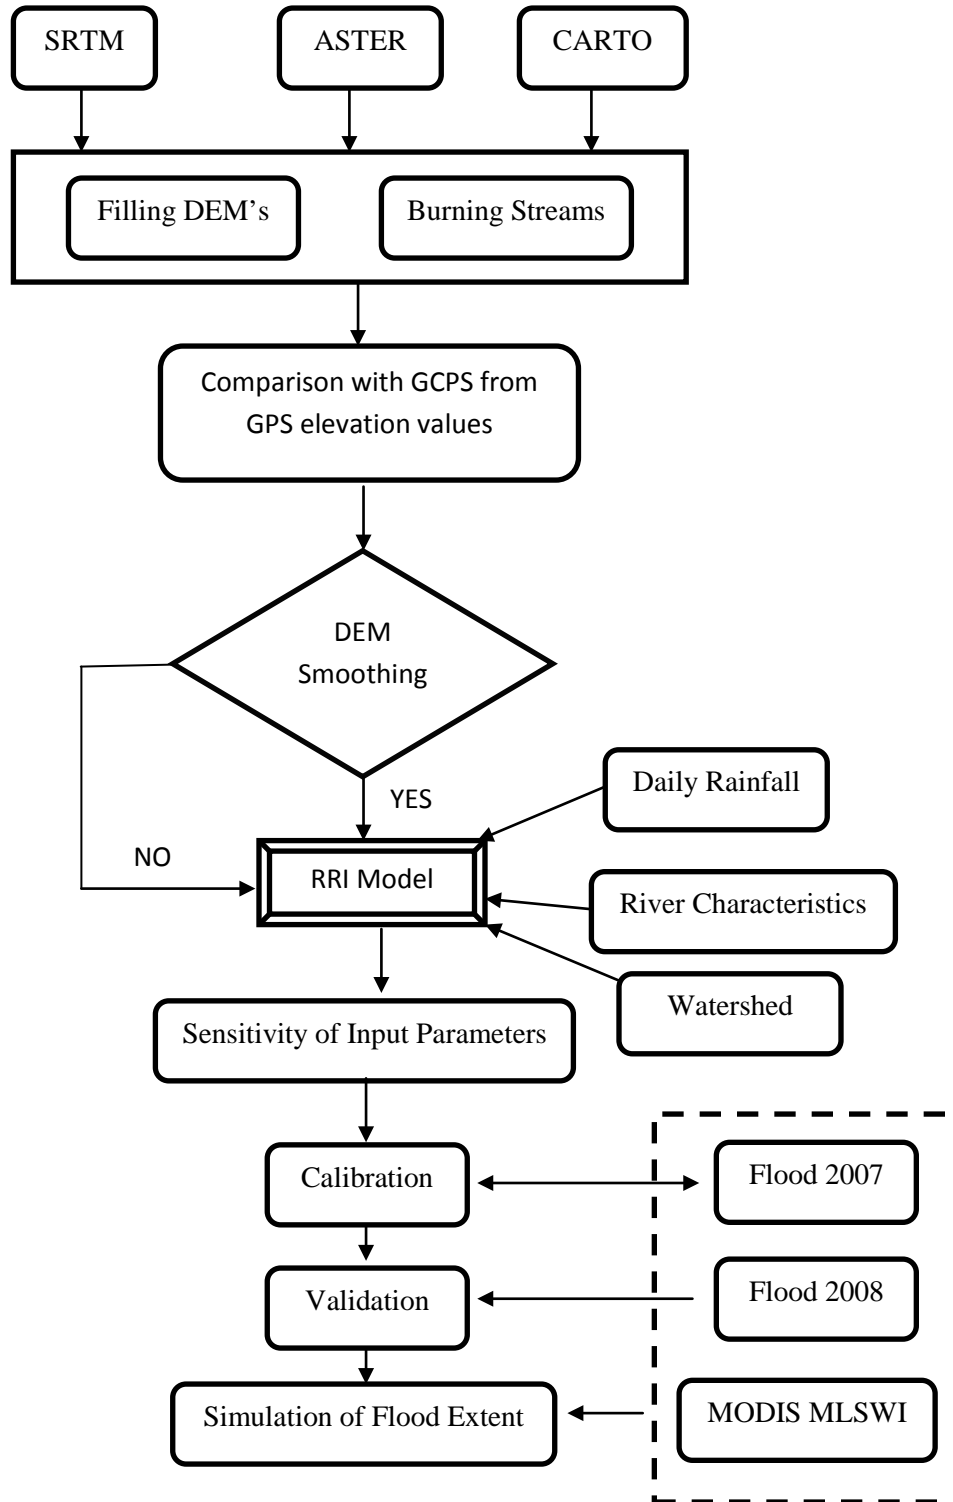 SRTM
ASTER
CARTO
Filling DEM’s
Burning Streams
Comparison with GCPS from
GPS elevation values
DEM
Smoothing
YES
NO
Daily Rainfall
RRI Model
River Characteristics
Watershed
Sensitivity of Input Parameters
Calibration
Flood 2007
Validation
Flood 2008
Simulation of Flood Extent
MODIS MLSWI